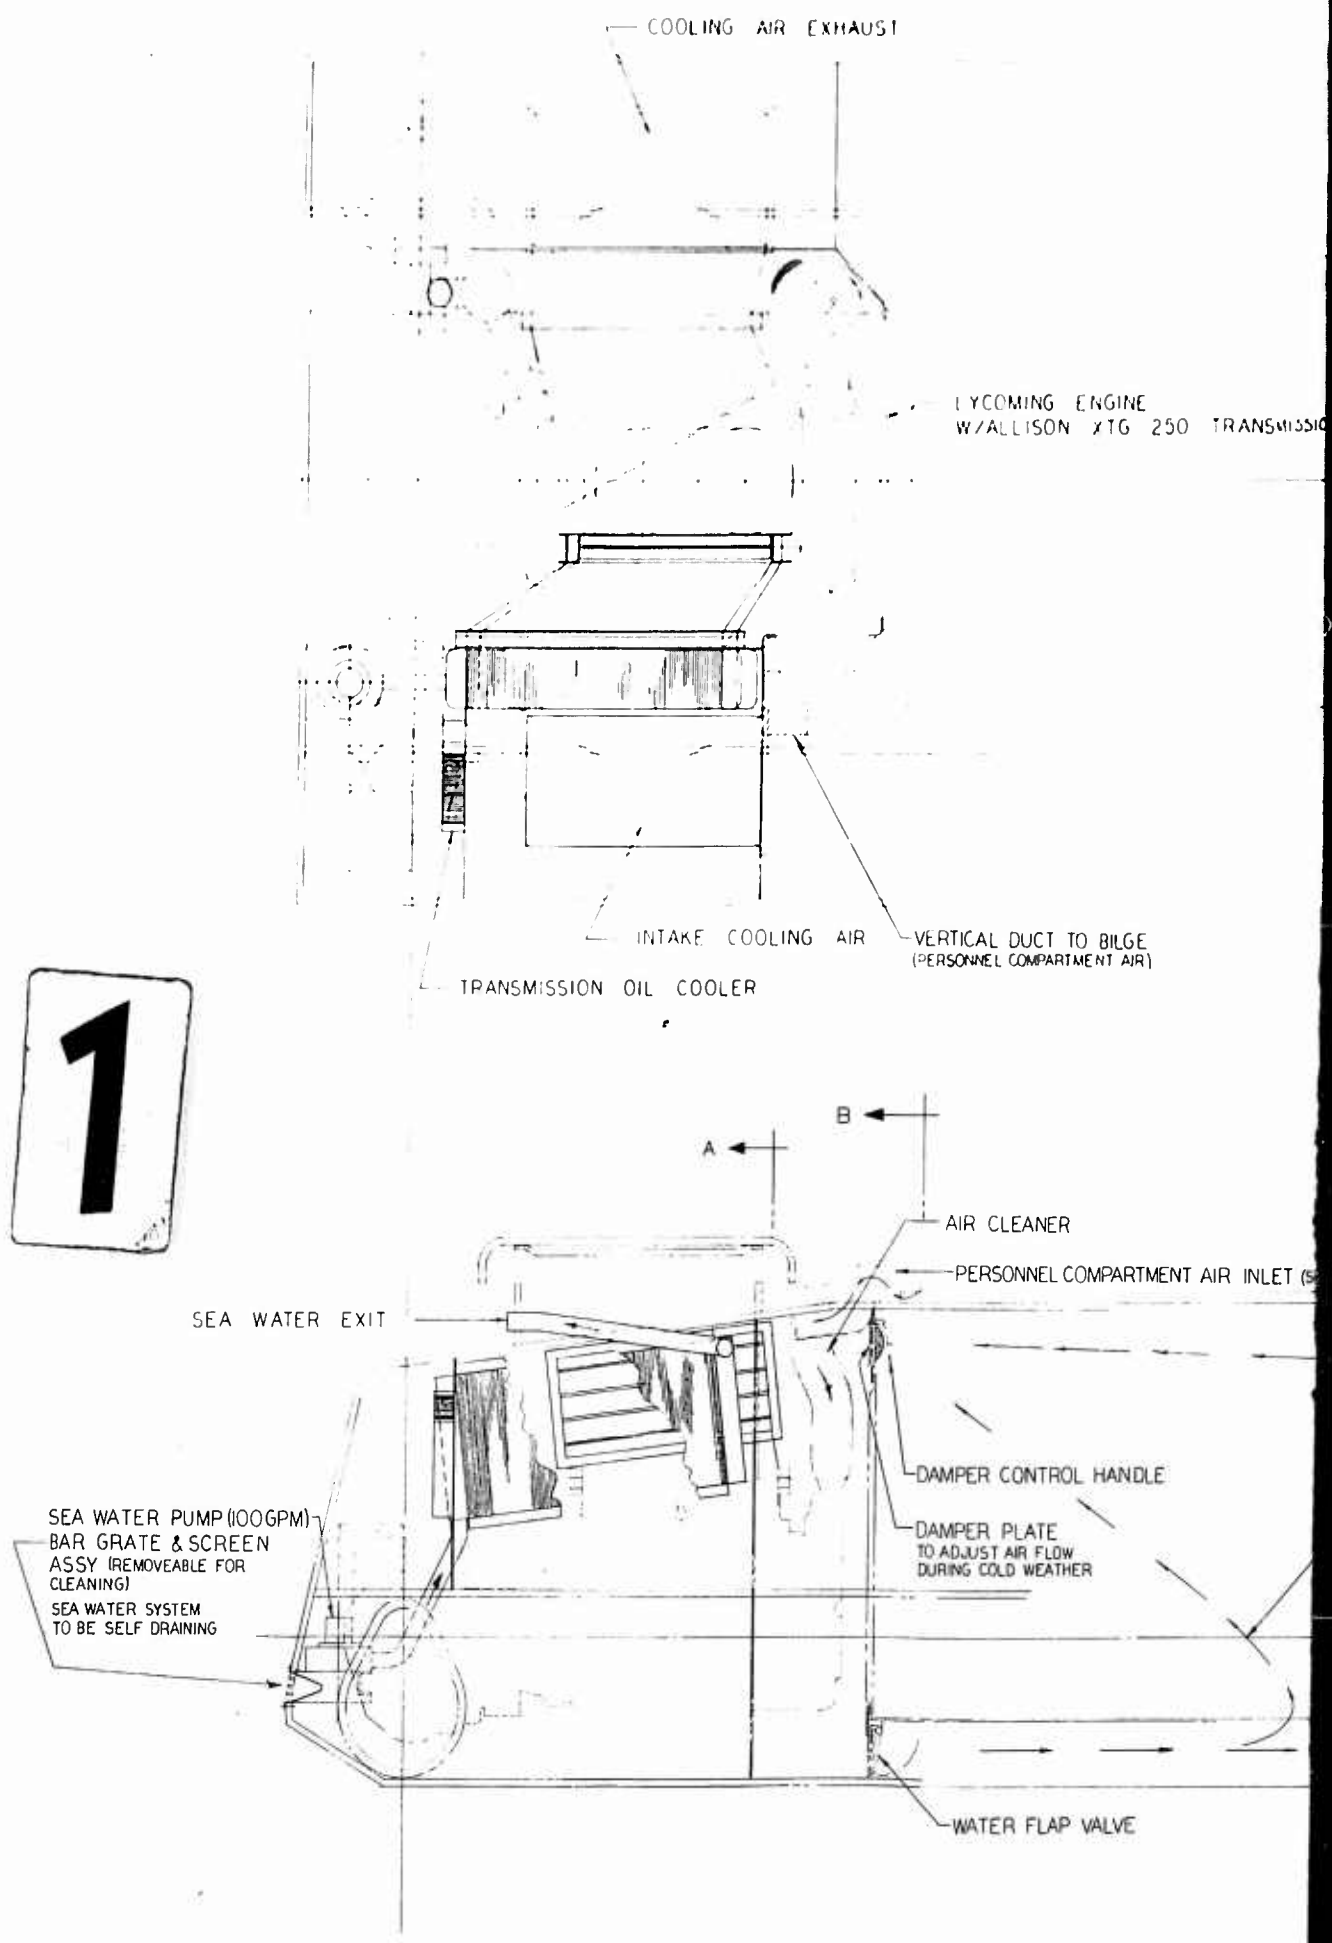 COOLING AIR EXHAUST
LYCOMING ENGINE
W/ALLISON XTG 250
INTAKE COOLING AIR
VERTICAL DUCT TO BILGE
(PERSONNEL COMPARTMENT AIR)
TRANSMISSION OIL COOLER
1
B
A
AIR CLEANER
PERSONNEL COMPARTMENT AIR INLET
SEA WATER EXIT
DAMPER CONTROL HANDLE
SEA WATER PUMP (100GPM)
BAR GRATE & SCREEN
ASSY (REMOVEABLE FOR
CLEANING)
SEA WATER SYSTEM
TO BE SELF DRAINING
DAMPER PLATE
TO ADJUST AIR FLOW
DURING COLD WEATHER
WATER FLAP VALVE